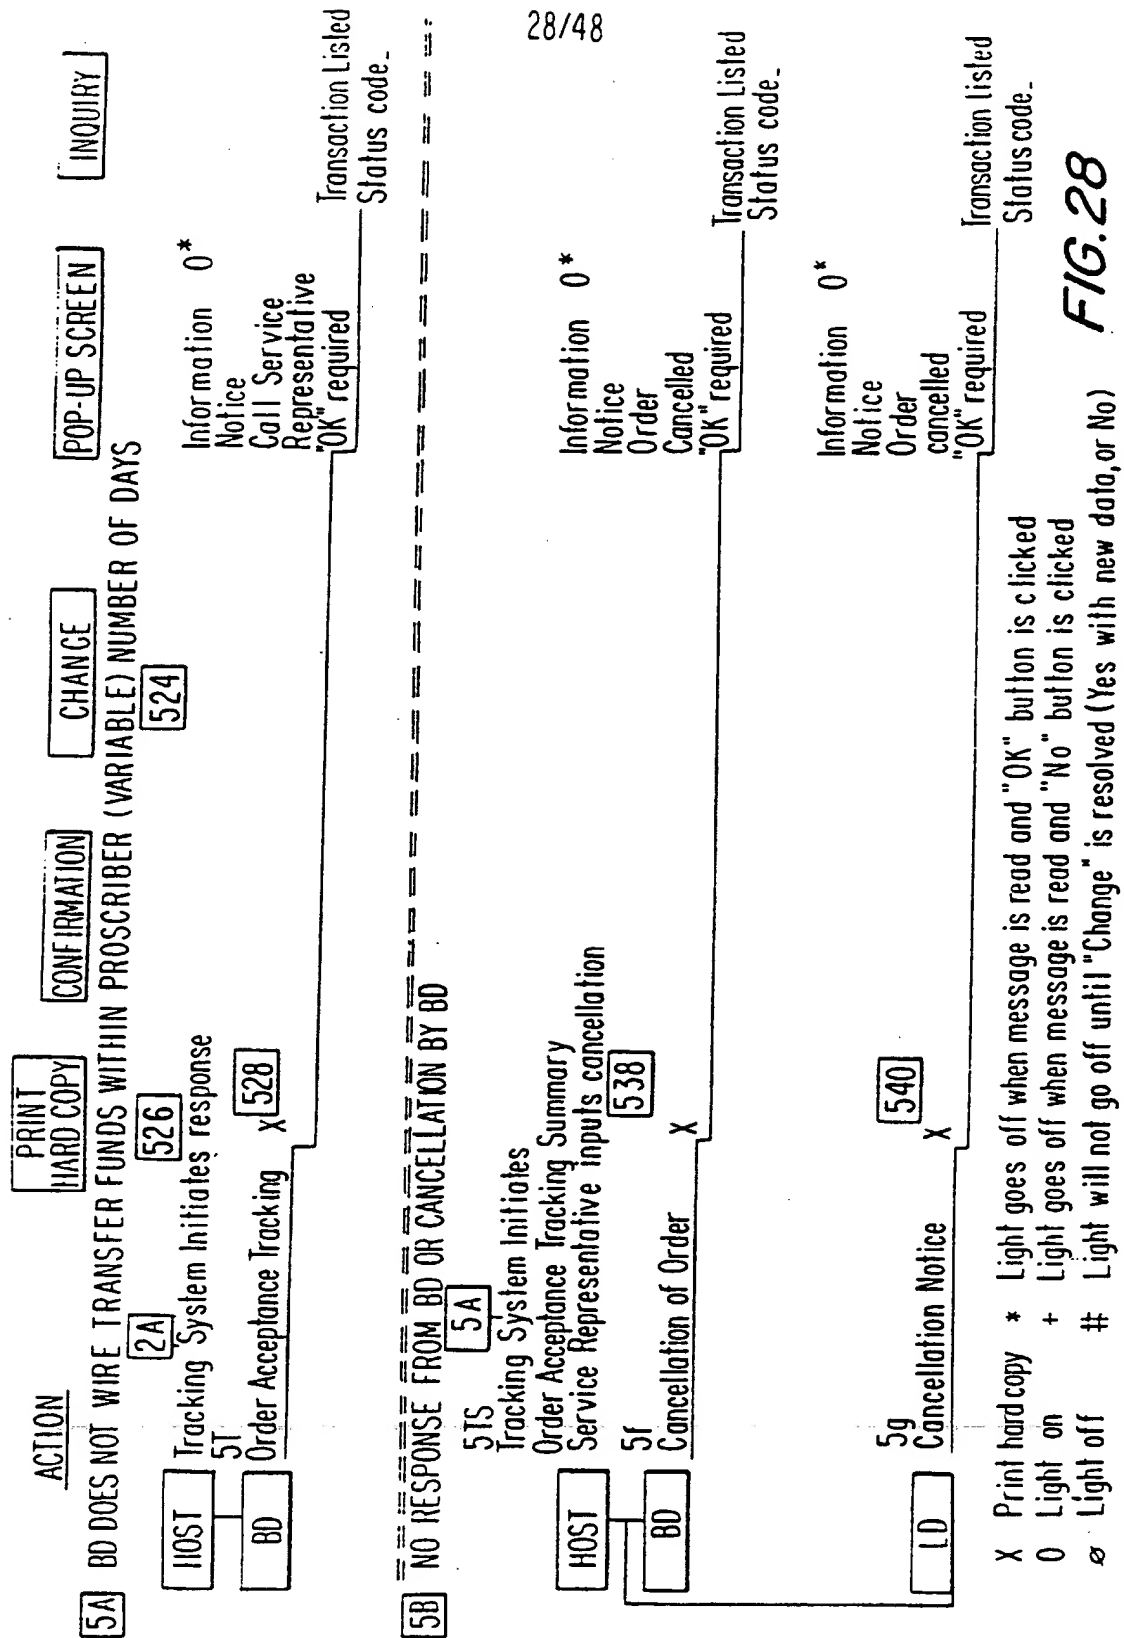 28/48
ACTION
PRINT
HARD COPY
CONFIRMATION
CHANGE
POP-UP SCREEN
INQUIRY
5A BD DOES NOT WIRE TRANSFER FUNDS WITHIN PROSCRIBER (VARIABLE) NUMBER OF DAYS
2A
526
524
HOST
Tracking System Initiates response
5T
BD
Order Acceptance Tracking
X
528
Information O*
Notice
Call Service
Representative
"OK" required
Transaction Listed
Status code_
5B NO RESPONSE FROM BD OR CANCELLATION BY BD
5A
5TS
Tracking System Initiates
Order Acceptance Tracking Summary
Service Representative inputs cancellation
HOST
538
5f
BD
Cancellation of Order
X
Information O*
Notice
Order
Cancelled
"OK" required
Transaction Listed
Status code_
540
5g
LD
Cancellation Notice
X
Information O*
Notice
Order
cancelled
"OK" required
Transaction Listed
Status code_
X Print hard copy * Light goes off when message is read and "OK" button is clicked
O Light on + Light goes off when message is read and "No" button is clicked
ø Light off # Light will not go off until "Change" is resolved (Yes with new data, or No)
FIG.28